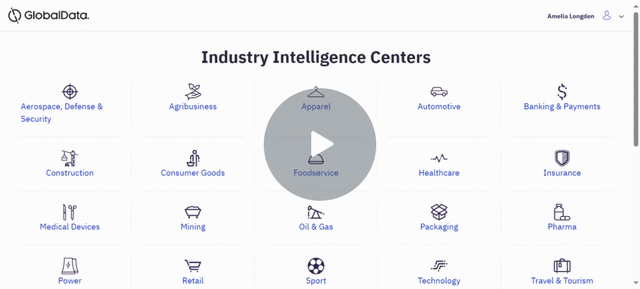 GlobalData.
Amelia Longden
Industry Intelligence Centers
Aerospace, Defense &
Security
Agribusiness
Apparel
Automotive
Banking & Payments
Construction
Consumer Goods
Foodservice
Healthcare
Insurance
Medical Devices
Mining
Oil & Gas
Packaging
Pharma
Power
Retail
Sport
Technology
Travel & Tourism